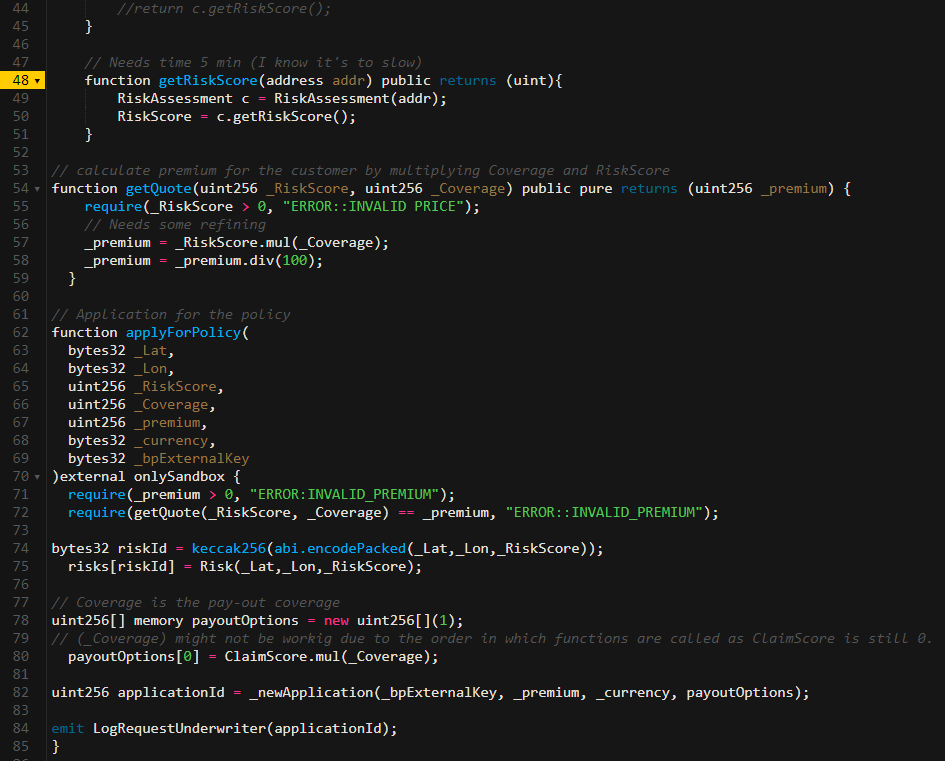 44 //return c.getRiskScore();
45 }
46
47 // Needs time 5 min (I know it's to slow)
48 function getRiskScore(address addr) public returns (uint){
49 RiskAssessment c = RiskAssessment(addr);
50 RiskScore = c.getRiskScore();
51 }
52
53 // calculate premium for the customer by multiplying Coverage and RiskScore
54 function getQuote(uint256 _RiskScore, uint256 _Coverage) public pure returns (uint256 _premium) {
55 require(_RiskScore > 0, "ERROR::INVALID PRICE");
56 // Needs some refining
57 _premium = _RiskScore.mul(_Coverage);
58 _premium = _premium.div(100);
59 }
60
61 // Application for the policy
62 function applyForPolicy(
63 bytes32 _Lat,
64 bytes32 _Lon,
65 uint256 _RiskScore,
66 uint256 _Coverage,
67 uint256 _premium,
68 bytes32 _currency,
69 bytes32 _bpExternalKey
70 )external onlySandbox {
71 require(_premium > 0, "ERROR:INVALID_PREMIUM");
72 require(getQuote(_RiskScore, _Coverage) == _premium, "ERROR::INVALID_PREMIUM");
73
74 bytes32 riskId = keccak256(abi.encodePacked(_Lat,_Lon,_RiskScore));
75 risks[riskId] = Risk(_Lat,_Lon,_RiskScore);
76
77 // Coverage is the pay-out coverage
78 uint256[] memory payoutOptions = new uint256[](1);
79 // (_Coverage) might not be workig due to the order in which functions are called as ClaimScore is still 0.
80 payoutOptions[0] = ClaimScore.mul(_Coverage);
81
82 uint256 applicationId = _newApplication(_bpExternalKey, _premium, _currency, payoutOptions);
83
84 emit LogRequestUnderwriter(applicationId);
85 }